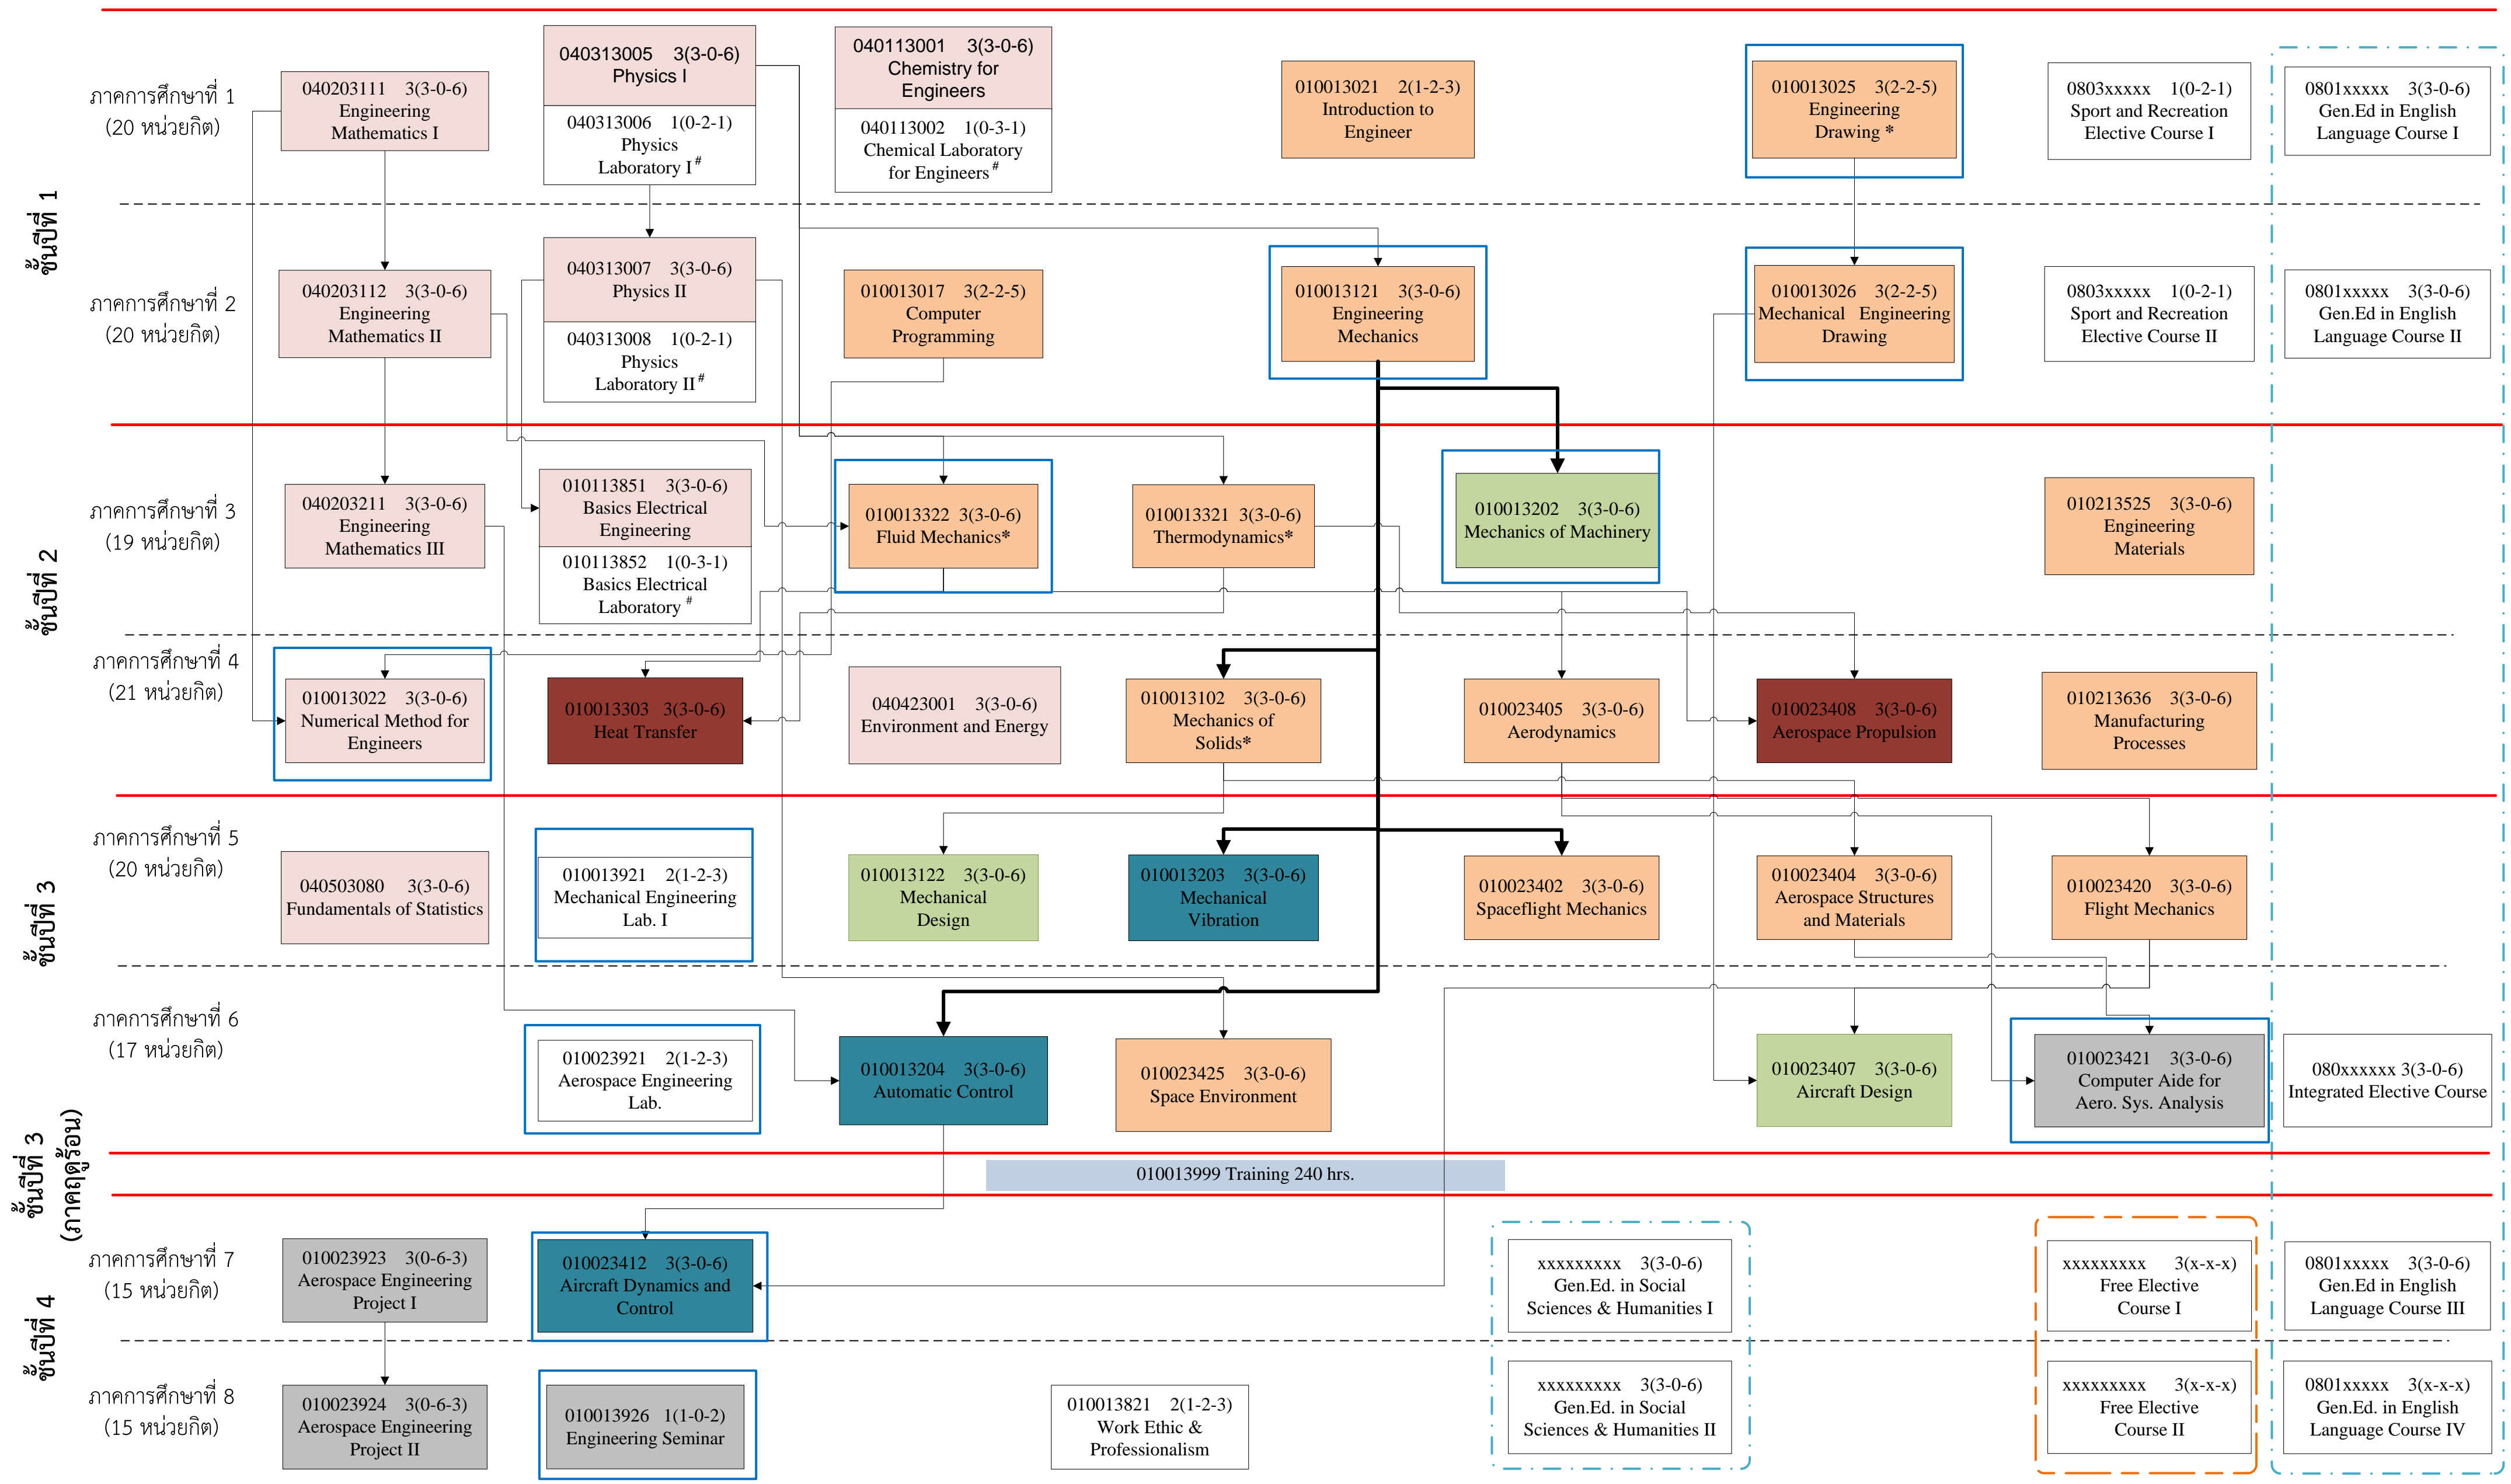 ชั้นปีที่ 1
ภาคการศึกษาที่ 1
(20 หน่วยกิต)
040203111 3(3-0-6)
Engineering
Mathematics I
040313005 3(3-0-6)
Physics I
040313006 1(0-2-1)
Physics
Laboratory I #
040113001 3(3-0-6)
Chemistry for
Engineers
040113002 1(0-3-1)
Chemical Laboratory
for Engineers #
010013021 2(1-2-3)
Introduction to
Engineer
010013025 3(2-2-5)
Engineering
Drawing *
0803xxxxx 1(0-2-1)
Sport and Recreation
Elective Course I
0801xxxxx 3(3-0-6)
Gen.Ed in English
Language Course I
ภาคการศึกษาที่ 2
(20 หน่วยกิต)
040203112 3(3-0-6)
Engineering
Mathematics II
040313007 3(3-0-6)
Physics II
040313008 1(0-2-1)
Physics
Laboratory II #
010013017 3(2-2-5)
Computer
Programming
010013121 3(3-0-6)
Engineering
Mechanics
010013026 3(2-2-5)
Mechanical Engineering
Drawing
0803xxxxx 1(0-2-1)
Sport and Recreation
Elective Course II
0801xxxxx 3(3-0-6)
Gen.Ed in English
Language Course II
ชั้นปีที่ 2
ภาคการศึกษาที่ 3
(19 หน่วยกิต)
040203211 3(3-0-6)
Engineering
Mathematics III
010113851 3(3-0-6)
Basics Electrical
Engineering
010113852 1(0-3-1)
Basics Electrical
Laboratory #
010013322 3(3-0-6)
Fluid Mechanics*
010013321 3(3-0-6)
Thermodynamics*
010013202 3(3-0-6)
Mechanics of Machinery
010213525 3(3-0-6)
Engineering
Materials
ภาคการศึกษาที่ 4
(21 หน่วยกิต)
010013022 3(3-0-6)
Numerical Method for
Engineers
010013303 3(3-0-6)
Heat Transfer
040423001 3(3-0-6)
Environment and Energy
010013102 3(3-0-6)
Mechanics of
Solids*
010023405 3(3-0-6)
Aerodynamics
010023408 3(3-0-6)
Aerospace Propulsion
010213636 3(3-0-6)
Manufacturing
Processes
ชั้นปีที่ 3
ภาคการศึกษาที่ 5
(20 หน่วยกิต)
040503080 3(3-0-6)
Fundamentals of Statistics
010013921 2(1-2-3)
Mechanical Engineering
Lab. I
010013122 3(3-0-6)
Mechanical
Design
010013203 3(3-0-6)
Mechanical
Vibration
010023402 3(3-0-6)
Spaceflight Mechanics
010023404 3(3-0-6)
Aerospace Structures
and Materials
010023420 3(3-0-6)
Flight Mechanics
ภาคการศึกษาที่ 6
(17 หน่วยกิต)
010023921 2(1-2-3)
Aerospace Engineering
Lab.
010013204 3(3-0-6)
Automatic Control
010023425 3(3-0-6)
Space Environment
010023407 3(3-0-6)
Aircraft Design
010023421 3(3-0-6)
Computer Aide for
Aero. Sys. Analysis
080xxxxxx 3(3-0-6)
Integrated Elective Course
ชั้นปีที่ 3
(ภาคฤดูร้อน)
010013999 Training 240 hrs.
ชั้นปีที่ 4
ภาคการศึกษาที่ 7
(15 หน่วยกิต)
010023923 3(0-6-3)
Aerospace Engineering
Project I
010023412 3(3-0-6)
Aircraft Dynamics and
Control
xxxxxxxxx 3(3-0-6)
Gen.Ed. in Social
Sciences & Humanities I
xxxxxxxxx 3(x-x-x)
Free Elective
Course I
0801xxxxx 3(3-0-6)
Gen.Ed in English
Language Course III
ภาคการศึกษาที่ 8
(15 หน่วยกิต)
010023924 3(0-6-3)
Aerospace Engineering
Project II
010013926 1(1-0-2)
Engineering Seminar
010013821 2(1-2-3)
Work Ethic &
Professionalism
xxxxxxxxx 3(3-0-6)
Gen.Ed. in Social
Sciences & Humanities II
xxxxxxxxx 3(x-x-x)
Free Elective
Course II
0801xxxxx 3(x-x-x)
Gen.Ed. in English
Language Course IV